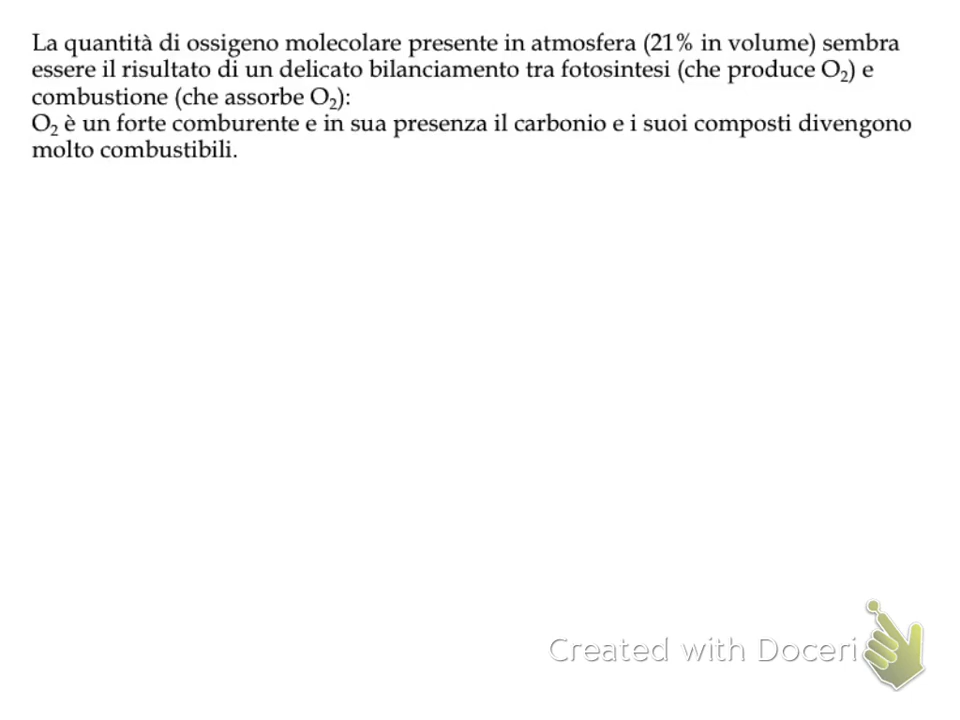 La quantità di ossigeno molecolare presente in atmosfera (21% in volume) sembra
essere il risultato di un delicato bilanciamento tra fotosintesi (che produce O₂) e
combustione (che assorbe O₂):
O₂ è un forte comburente e in sua presenza il carbonio e i suoi composti divengono
molto combustibili.
Created with Doceri